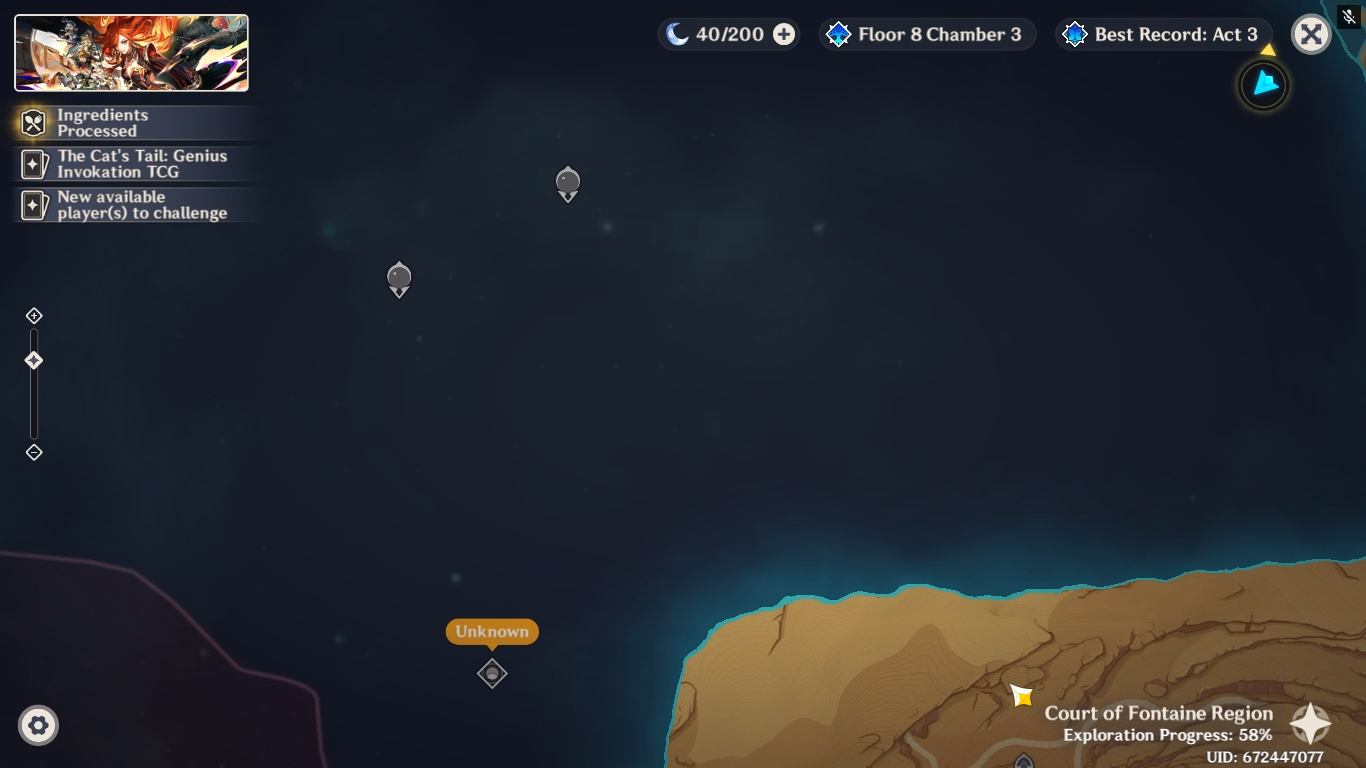 40/200
Floor 8 Chamber 3
Best Record: Act 3
Ingredients
Processed
The Cat's Tail: Genius
Invokation TCG
New available
player(s) to challenge
Unknown
Court of Fontaine Region
Exploration Progress: 58%
UID: 672447077